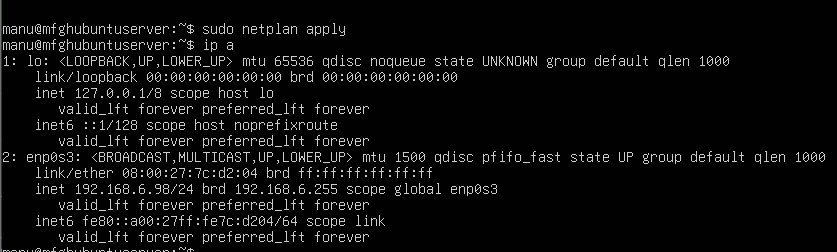 manu@mfghubuntuserver:~$ sudo netplan apply
manu@mfghubuntuserver:~$ ip a
1: lo: <LOOPBACK,UP,LOWER_UP> mtu 65536 qdisc noqueue state UNKNOWN group default qlen 1000
    link/loopback 00:00:00:00:00:00 brd 00:00:00:00:00:00
    inet 127.0.0.1/8 scope host lo
       valid_lft forever preferred_lft forever
    inet6 ::1/128 scope host noprefixroute
       valid_lft forever preferred_lft forever
2: enp0s3: <BROADCAST,MULTICAST,UP,LOWER_UP> mtu 1500 qdisc pfifo_fast state UP group default qlen 1000
    link/ether 08:00:27:7c:d2:04 brd ff:ff:ff:ff:ff:ff
    inet 192.168.6.98/24 brd 192.168.6.255 scope global enp0s3
       valid_lft forever preferred_lft forever
    inet6 fe80::a00:27ff:fe7c:d204/64 scope link
       valid_lft forever preferred_lft forever